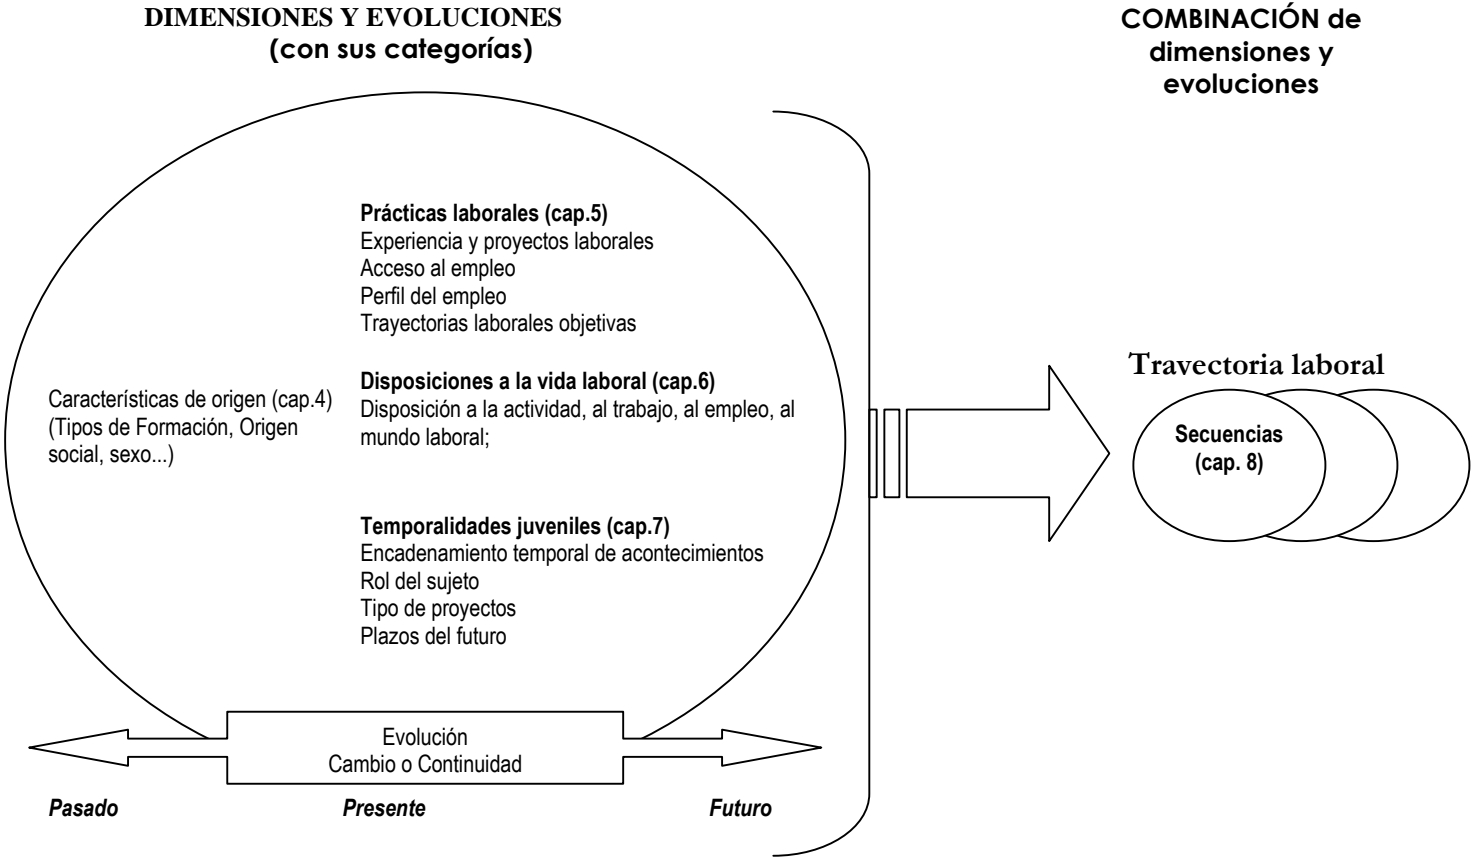 DIMENSIONES Y EVOLUCIONES
(con sus categorías)
COMBINACIÓN de
dimensiones y
evoluciones
Prácticas laborales (cap.5)
Experiencia y proyectos laborales
Acceso al empleo
Perfil del empleo
Trayectorias laborales objetivas
Disposiciones a la vida laboral (cap.6)
Disposición a la actividad, al trabajo, al empleo, al
mundo laboral;
Características de origen (cap.4)
(Tipos de Formación, Origen
social, sexo...)
Temporalidades juveniles (cap.7)
Encadenamiento temporal de acontecimientos
Rol del sujeto
Tipo de proyectos
Plazos del futuro
Evolución
Cambio o Continuidad
Pasado
Presente
Futuro
Trayectoria laboral
Secuencias
(cap. 8)